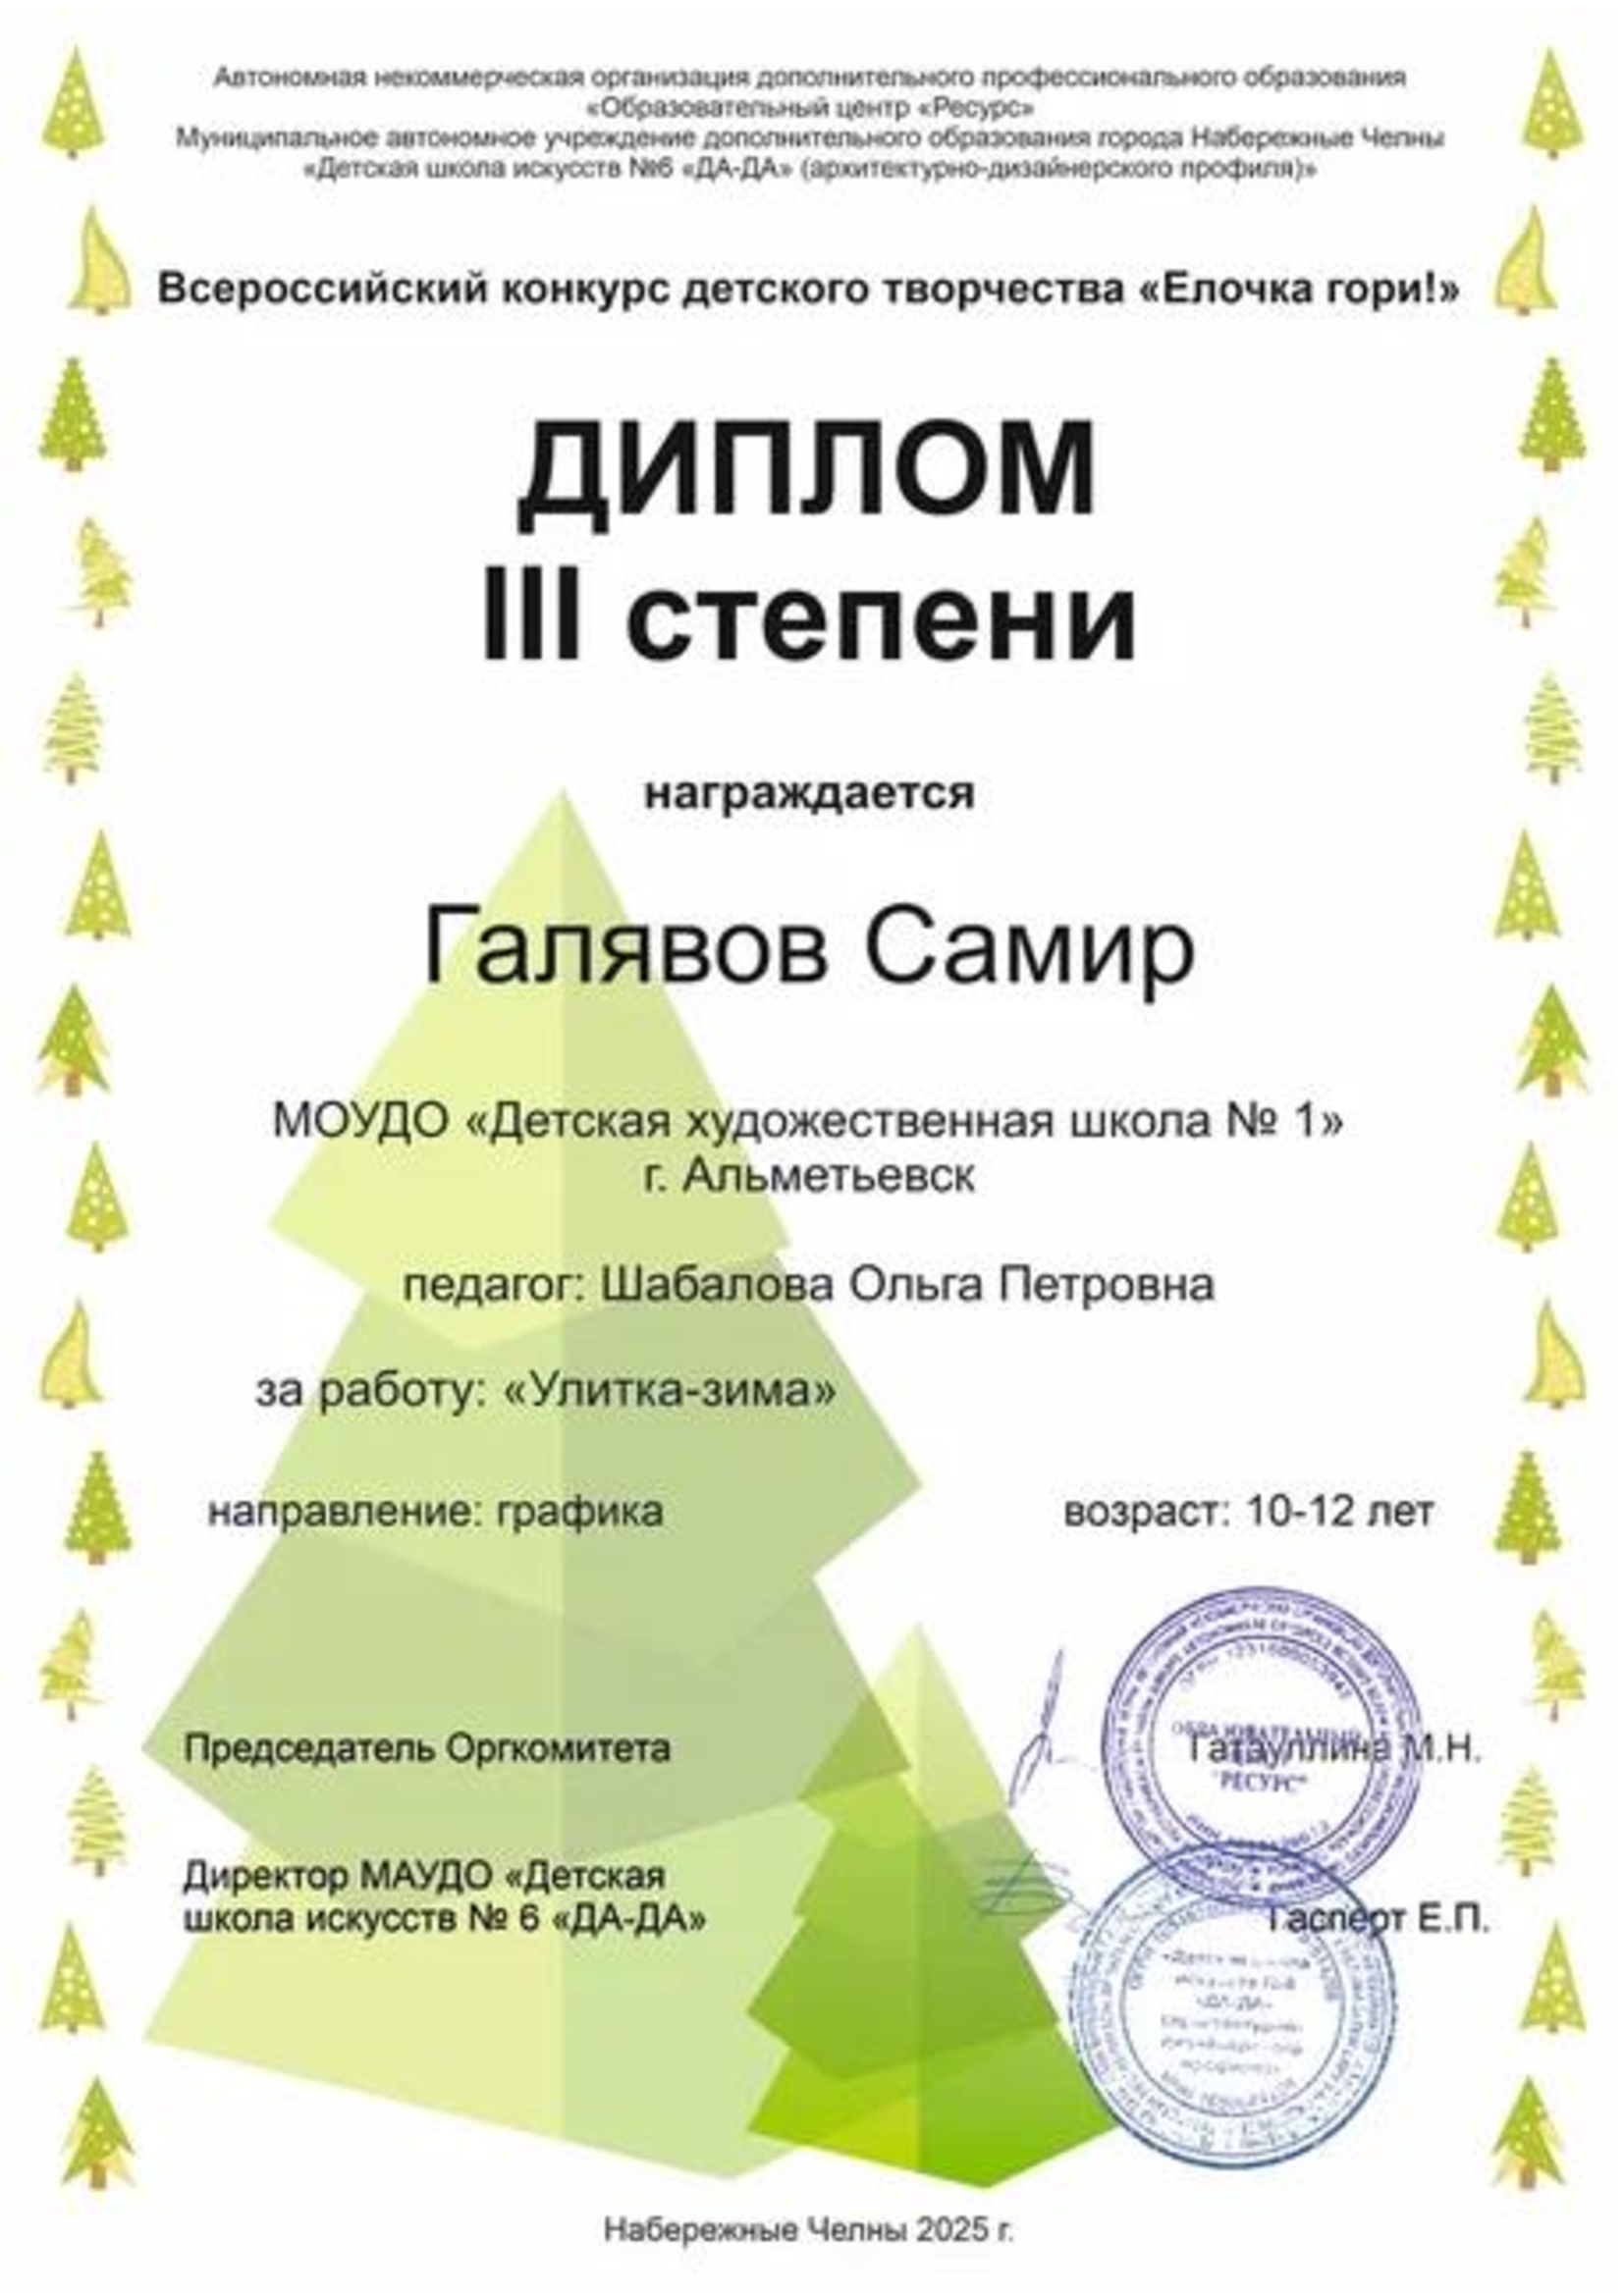 Автономная некоммерческая организация дополнительного профессионального образования
«Образовательный центр «Ресурс»
Муниципальное автономное учреждение дополнительного образования города Набережные Челны
«Детская школа искусств №6 «ДА-ДА» (архитектурно-дизайнерского профиля)»
Всероссийский конкурс детского творчества «Елочка гори!»
ДИПЛОМ
III степени
награждается
Галявов Самир
МОУДО «Детская художественная школа № 1»
г. Альметьевск
педагог: Шабалова Ольга Петровна
за работу: «Улитка-зима»
направление: графика
возраст: 10-12 лет
Председатель Оргкомитета
Гатауллина М.Н.
"РЕСУРС"
Директор МАУДО «Детская
школа искусств № 6 «ДА-ДА»
Гасперт Е.П.
Набережные Челны 2025 г.